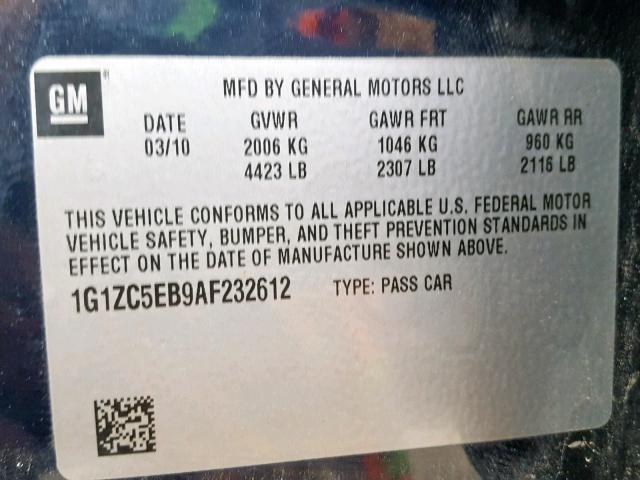 GM ®
MFD BY GENERAL MOTORS LLC
DATE GVWR GAWR FRT GAWR RR
03/10 2006 KG 1046 KG 960 KG
4423 LB 2307 LB 2116 LB
THIS VEHICLE CONFORMS TO ALL APPLICABLE U.S. FEDERAL MOTOR
VEHICLE SAFETY, BUMPER, AND THEFT PREVENTION STANDARDS IN
EFFECT ON THE DATE OF MANUFACTURE SHOWN ABOVE.
1G1ZC5EB9AF232612 TYPE: PASS CAR